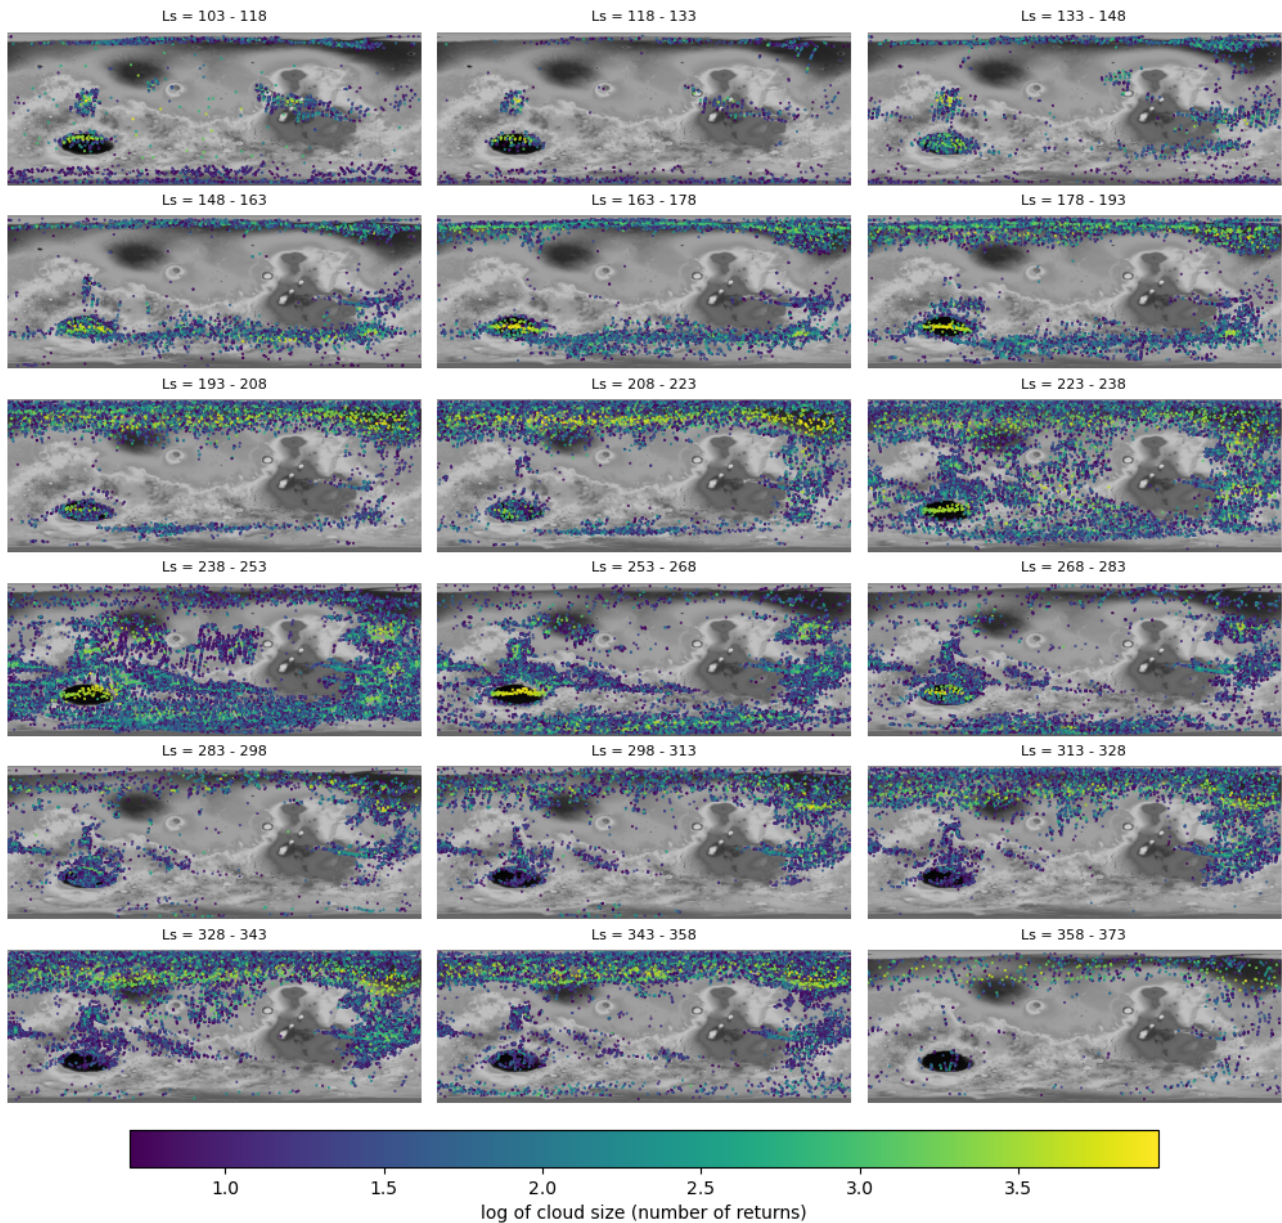 Ls = 103 - 118
Ls = 118 - 133
Ls = 133 - 148
Ls = 148 - 163
Ls = 163 - 178
Ls = 178 - 193
Ls = 193 - 208
Ls = 208 - 223
Ls = 223 - 238
Ls = 238 - 253
Ls = 253 - 268
Ls = 268 - 283
Ls = 283 - 298
Ls = 298 - 313
Ls = 313 - 328
Ls = 328 - 343
Ls = 343 - 358
Ls = 358 - 373
1.0 1.5 2.0 2.5 3.0 3.5
log of cloud size (number of returns)